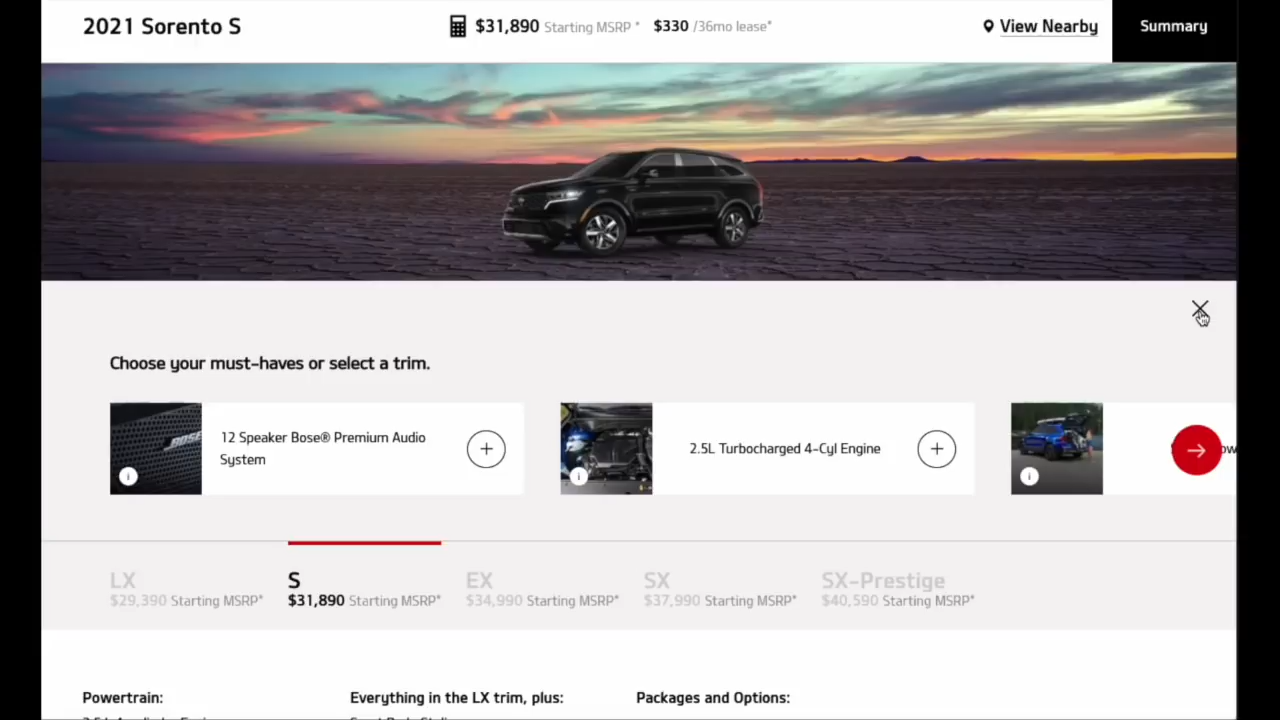 2021 Sorento S
$31,890 Starting MSRP * $330 /36mo lease*
View Nearby
Summary
Choose your must-haves or select a trim.
BOSE
12 Speaker Bose® Premium Audio
System
2.5L Turbocharged 4-Cyl Engine
LX
$29,390 Starting MSRP*
S
$31,890 Starting MSRP*
EX
$34,990 Starting MSRP*
SX
$37,990 Starting MSRP*
SX-Prestige
$40,590 Starting MSRP*
Powertrain:
Everything in the LX trim, plus:
Packages and Options: